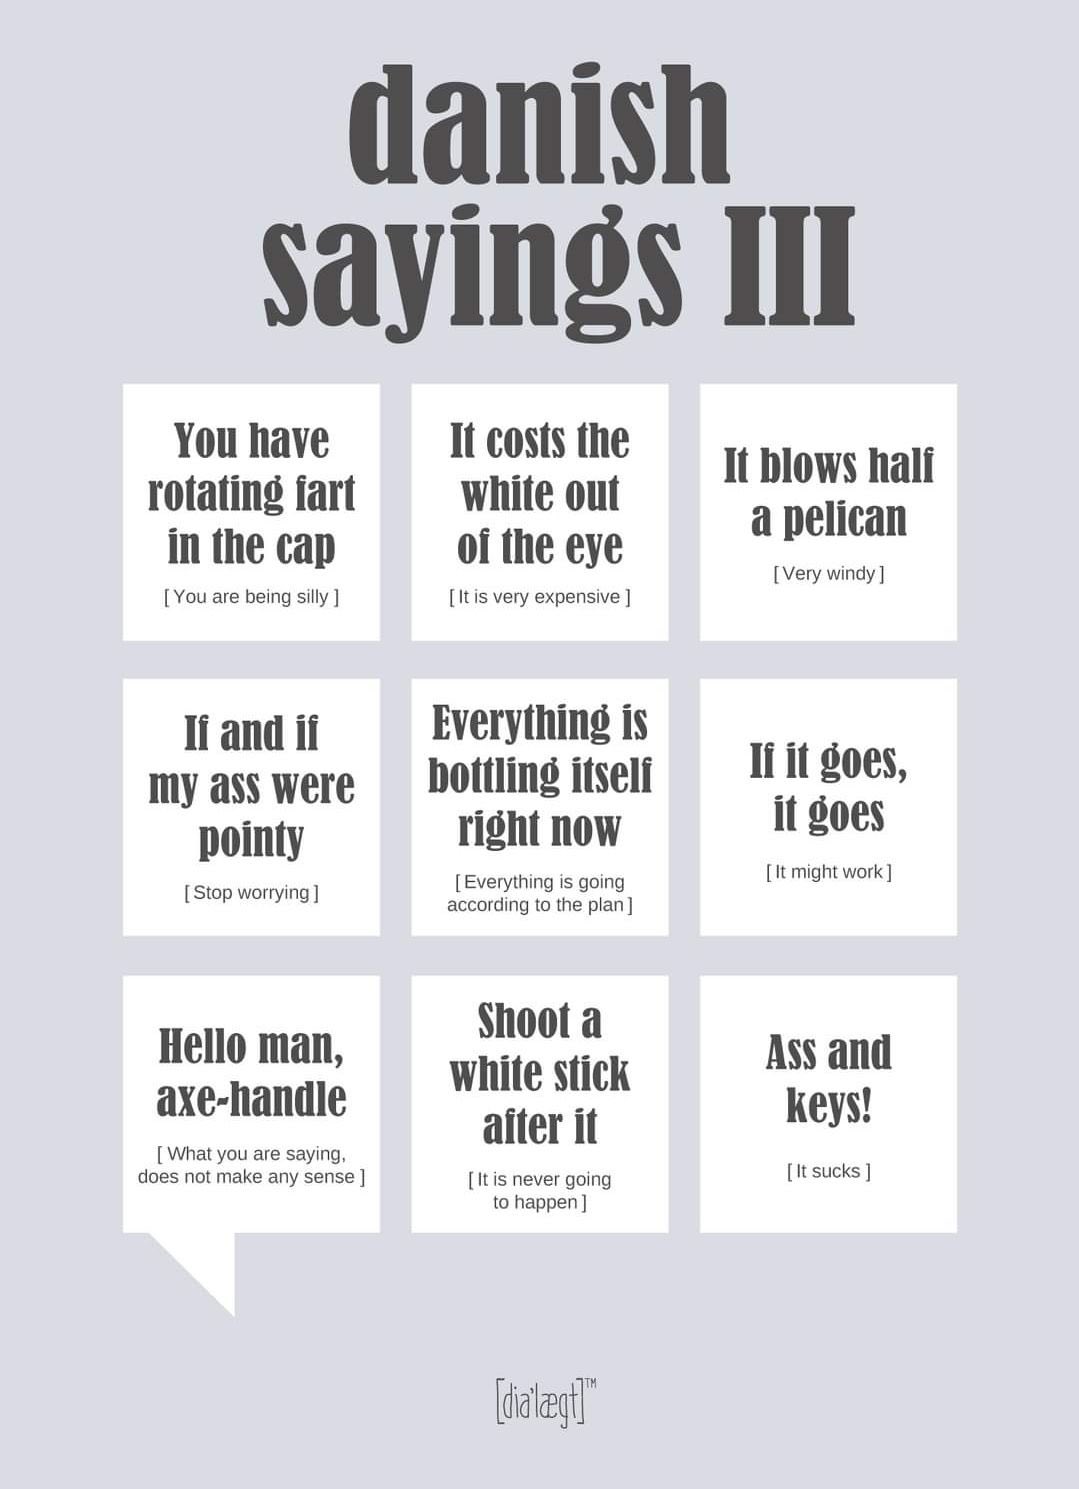 danish
sayings III
You have
rotating fart
in the cap
[ You are being silly ]
It costs the
white out
of the eye
[ It is very expensive ]
It blows half
a pelican
[ Very windy ]
If and if
my ass were
pointy
[ Stop worrying ]
Everything is
bottling itself
right now
[ Everything is going
according to the plan ]
If it goes,
it goes
[ It might work ]
Hello man,
axe-handle
[ What you are saying,
does not make any sense ]
Shoot a
white stick
after it
[ It is never going
to happen ]
Ass and
keys!
[ It sucks ]
[dia'lægt]™